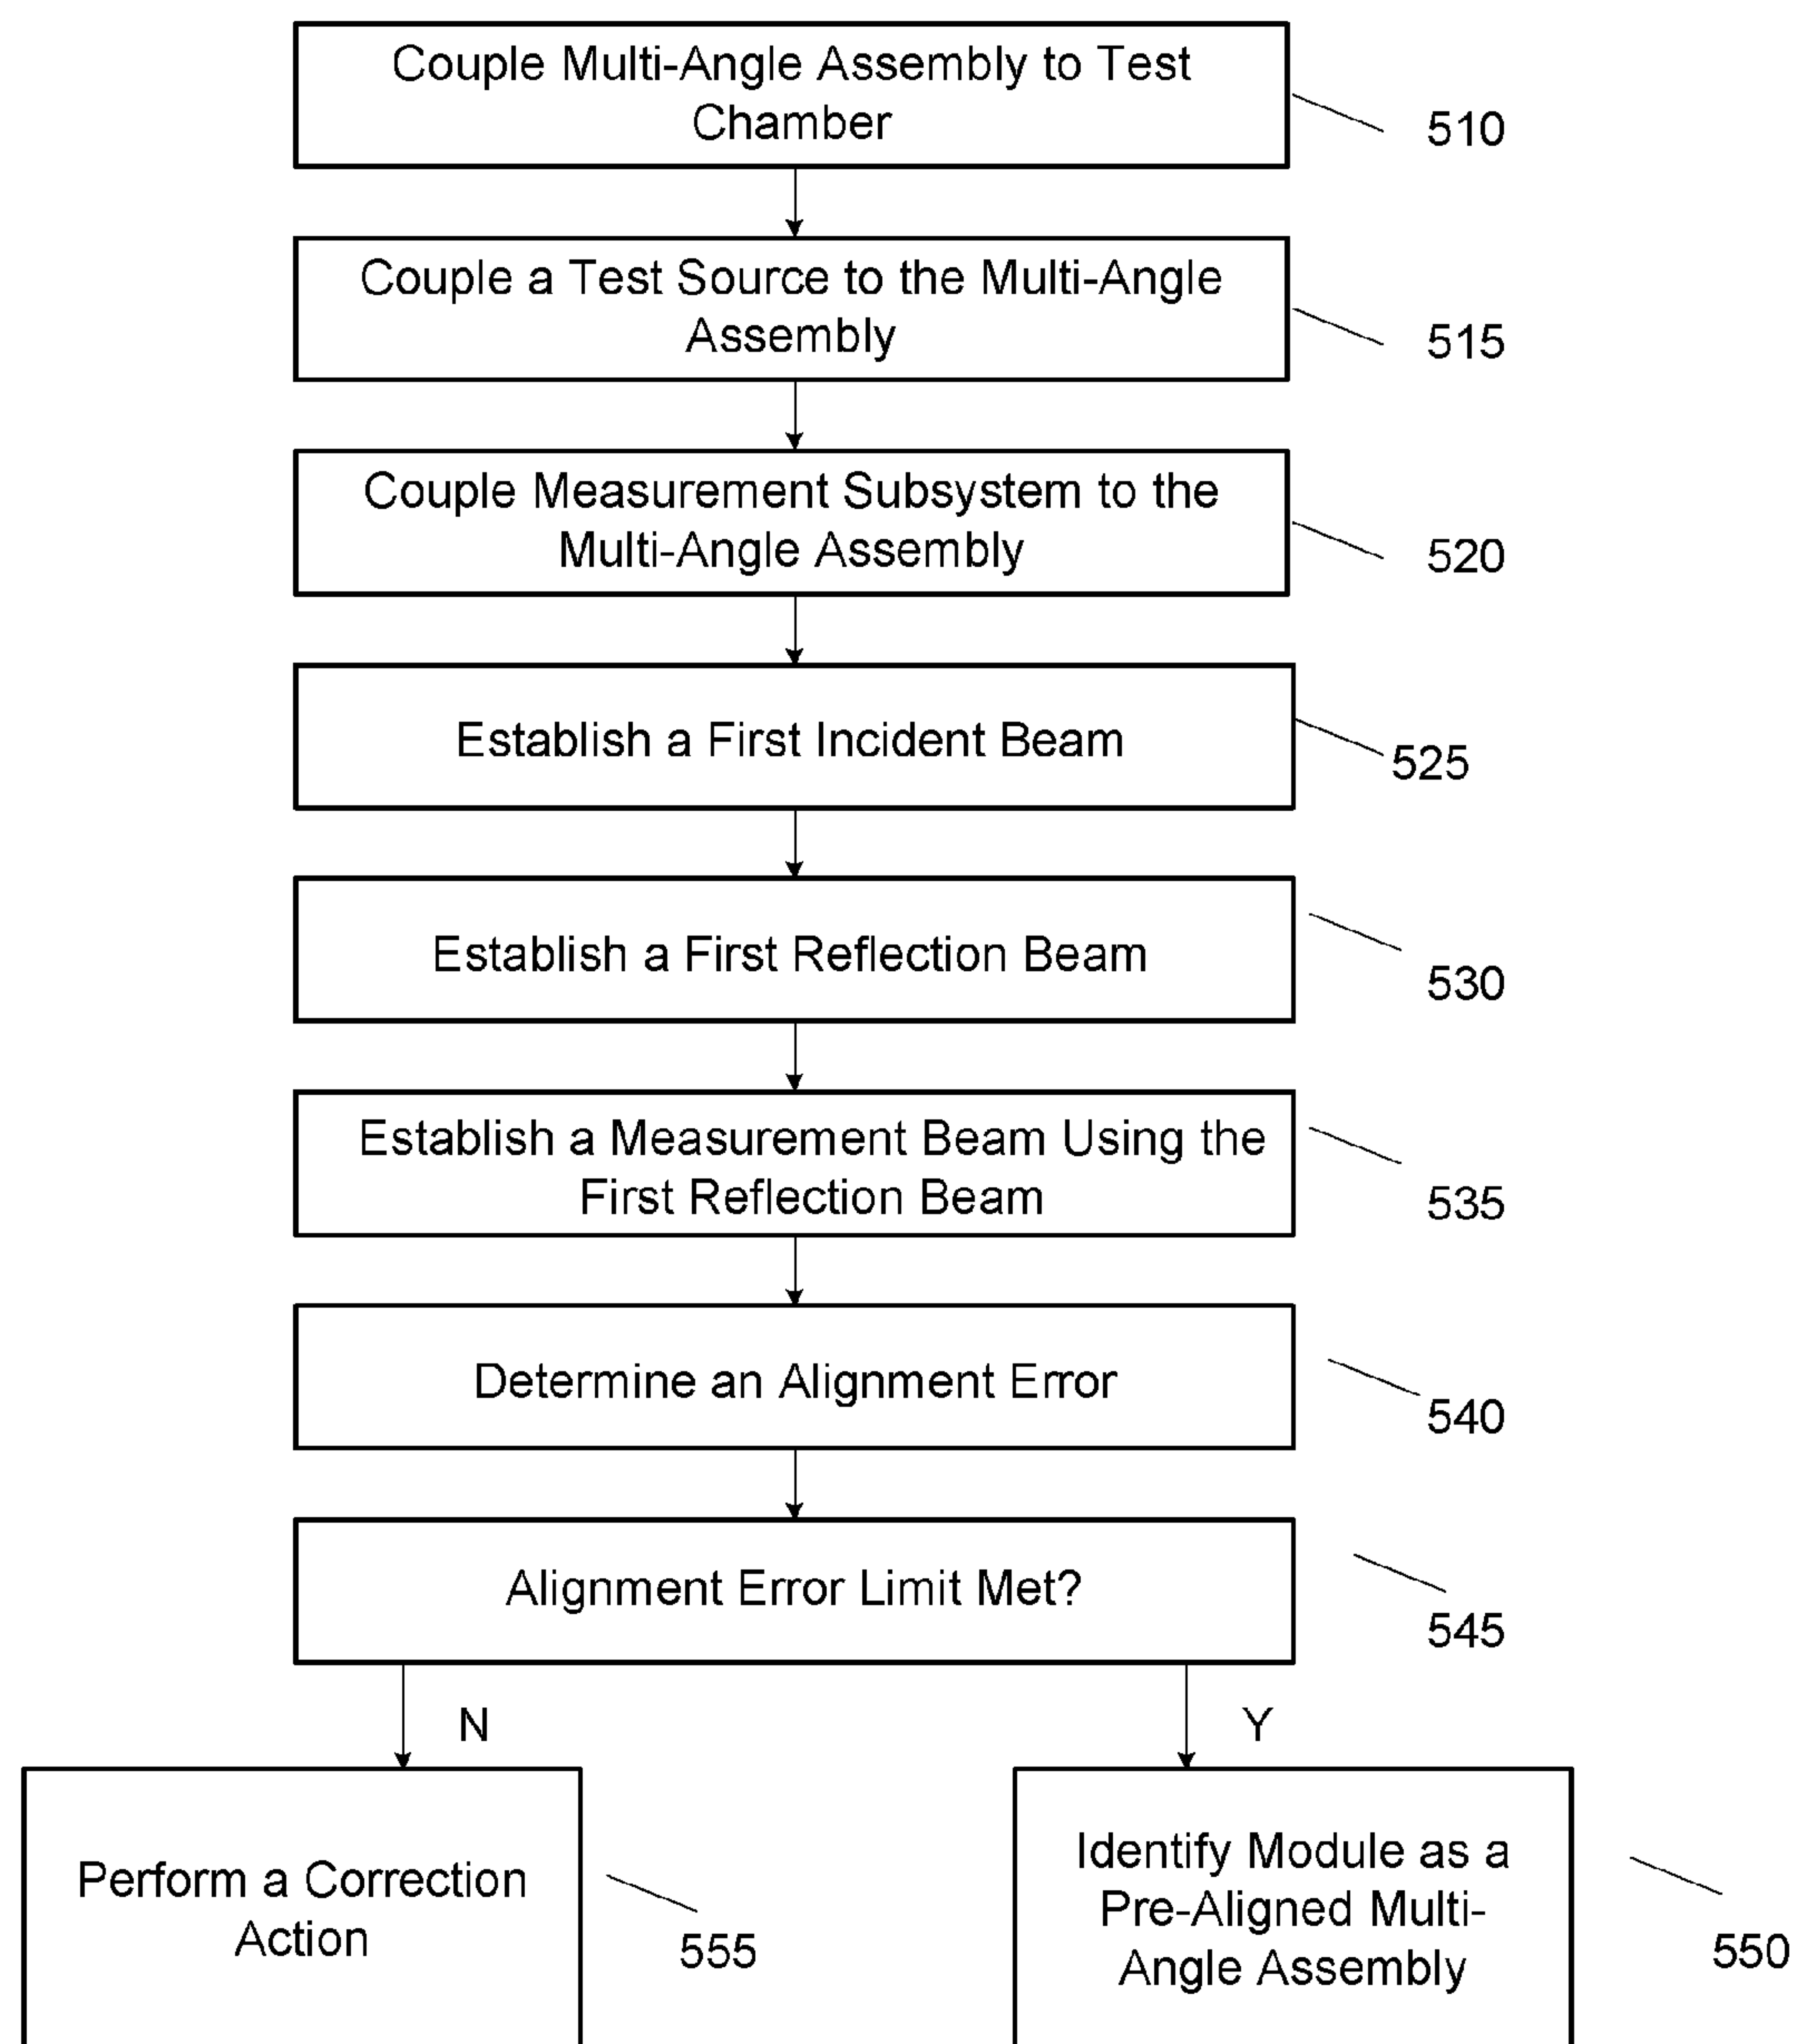 Couple Multi-Angle Assembly to Test
Chamber
510
Couple a Test Source to the Multi-Angle
Assembly
515
Couple Measurement Subsystem to the
Multi-Angle Assembly
520
Establish a First Incident Beam
525
Establish a First Reflection Beam
530
Establish a Measurement Beam Using the
First Reflection Beam
535
Determine an Alignment Error
540
Alignment Error Limit Met?
545
N
Y
Perform a Correction
Action
555
Identify Module as a
Pre-Aligned Multi-
Angle Assembly
550